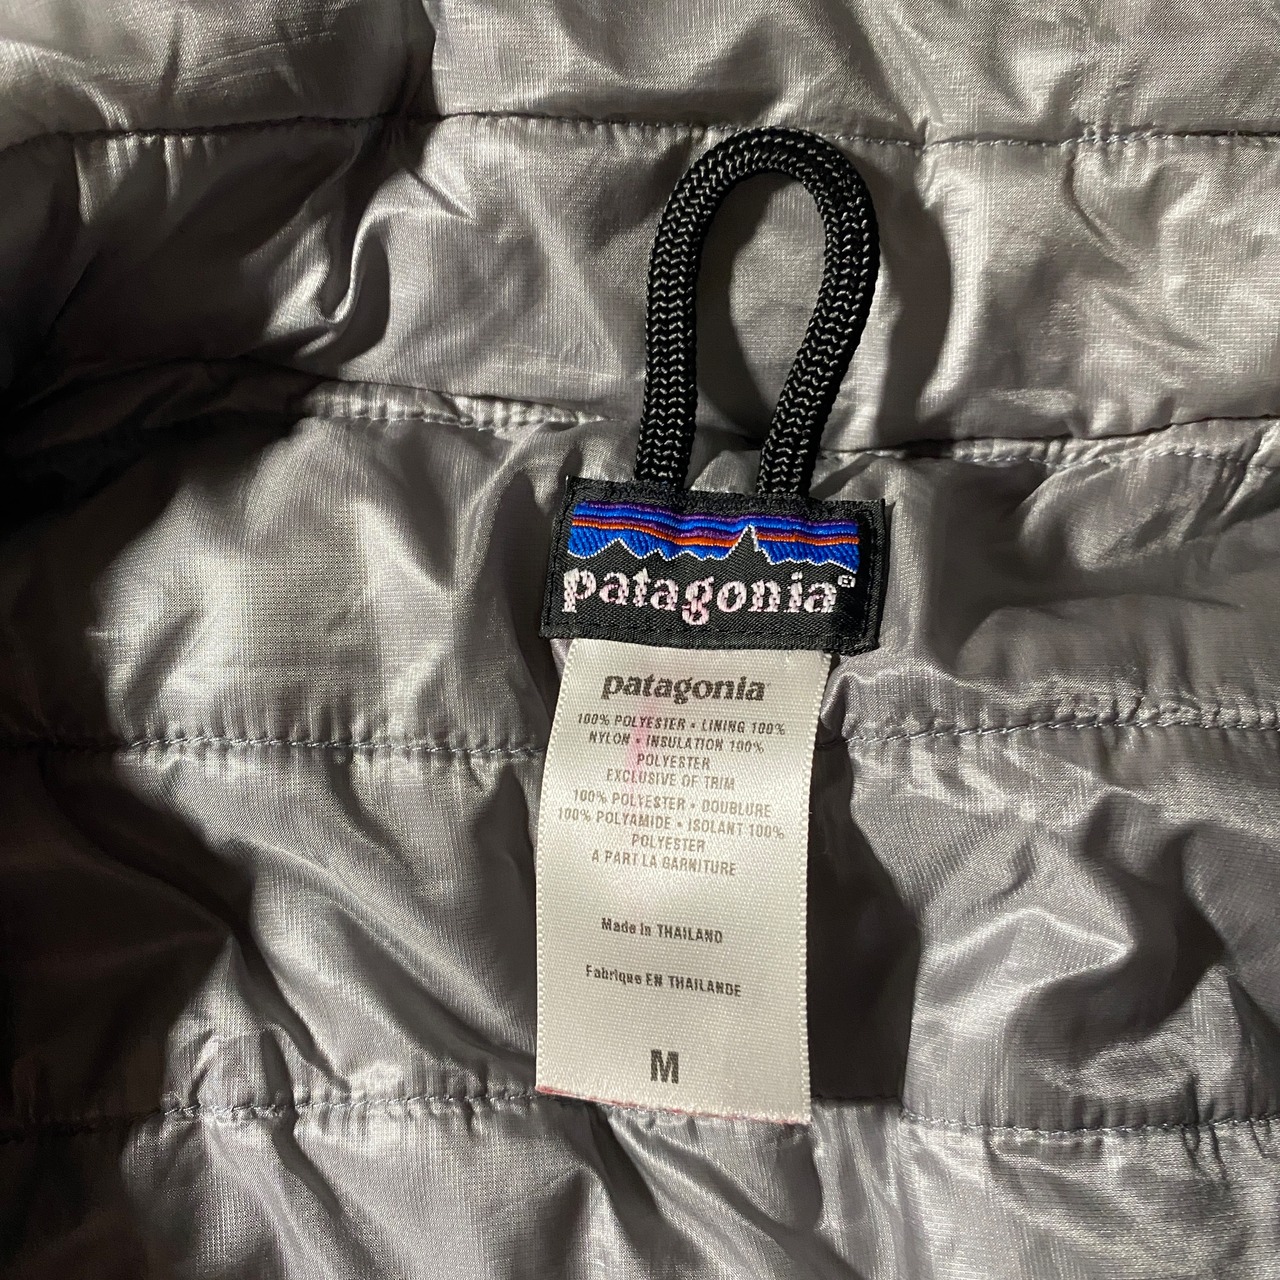 patagonia©
patagonia
100% POLYESTER • LINING 100%
NYLON • INSULATION 100%
POLYESTER
EXCLUSIVE OF TRIM
100% POLYESTER • DOUBLURE
100% POLYAMIDE • ISOLANT 100%
POLYESTER
A PART LA GARNITURE
Made in THAILAND
Fabrique EN THAILANDE
M